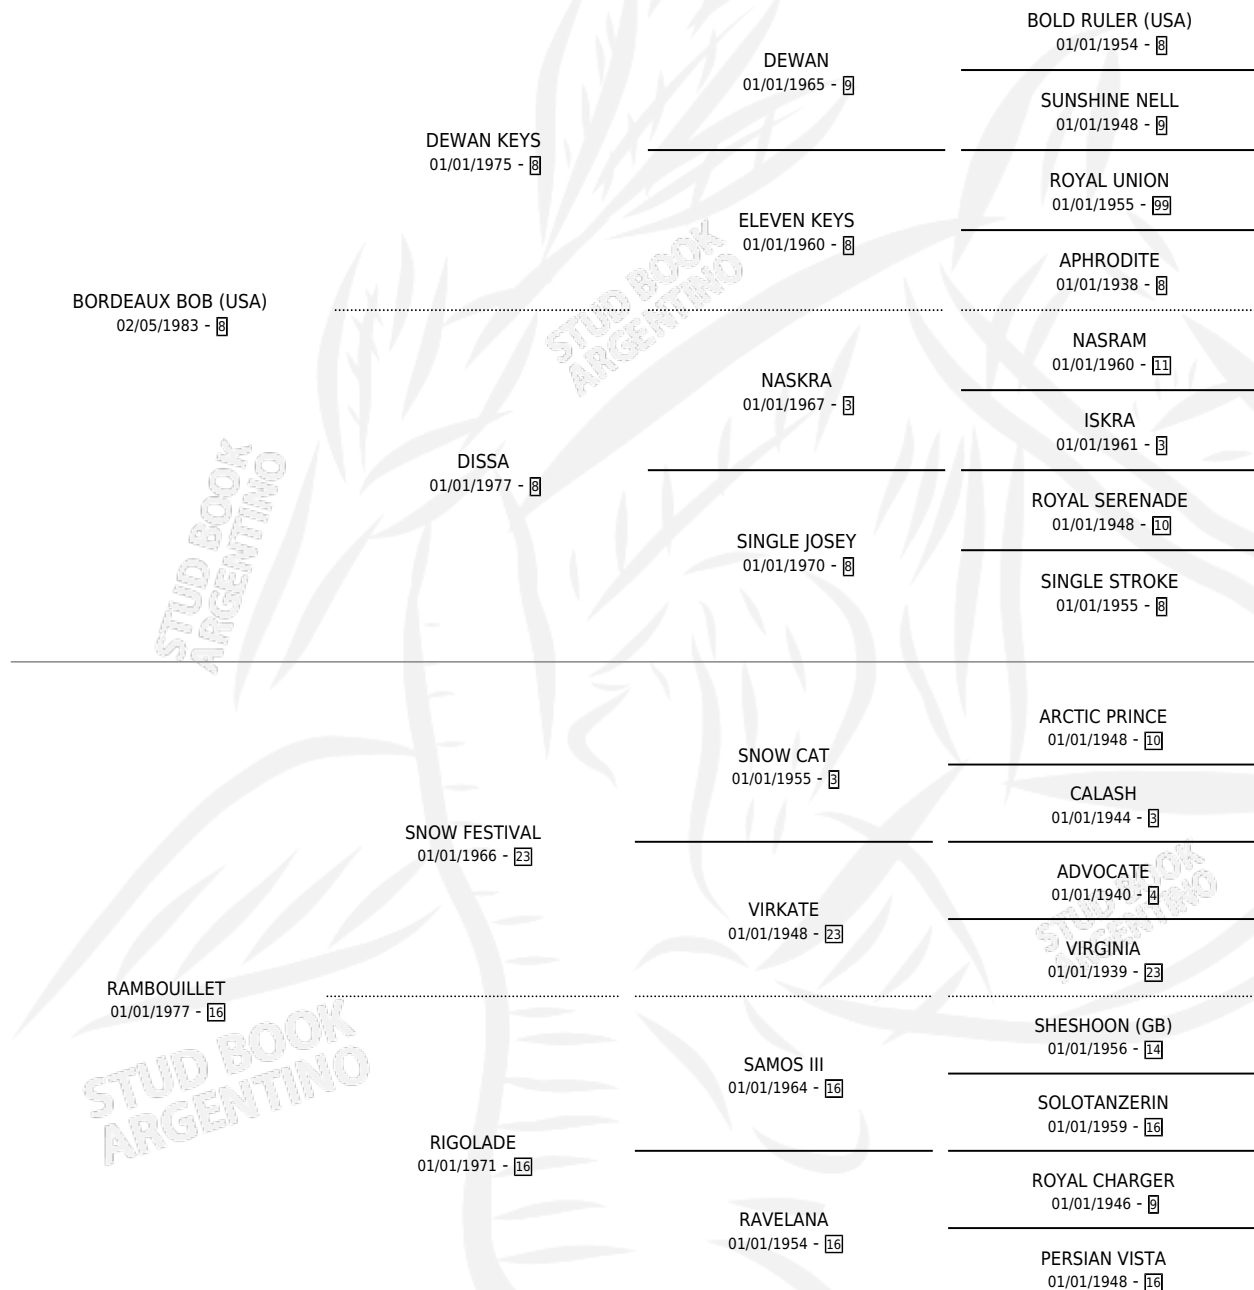 BOLD RULER (USA)
01/01/1954 - 8
DEWAN
01/01/1965 - 9
SUNSHINE NELL
01/01/1948 - 9
DEWAN KEYS
01/01/1975 - 8
ROYAL UNION
01/01/1955 - 99
ELEVEN KEYS
01/01/1960 - 8
APHRODITE
01/01/1938 - 8
BORDEAUX BOB (USA)
02/05/1983 - 8
STUD BOOK
ARGENTINO
NASRAM
01/01/1960 - 11
NASKRA
01/01/1967 - 3
ISKRA
01/01/1961 - 3
DISSA
01/01/1977 - 8
ROYAL SERENADE
01/01/1948 - 10
SINGLE JOSEY
01/01/1970 - 8
SINGLE STROKE
01/01/1955 - 8
STUD BOOK
ARGENTINO
ARCTIC PRINCE
01/01/1948 - 10
SNOW CAT
01/01/1955 - 3
CALASH
01/01/1944 - 3
SNOW FESTIVAL
01/01/1966 - 23
ADVOCATE
01/01/1940 - 4
VIRKATE
01/01/1948 - 23
STUD BOOK
ARGENTINO
VIRGINIA
01/01/1939 - 23
RAMBOUILLET
01/01/1977 - 16
SHESHOON (GB)
01/01/1956 - 14
SAMOS III
01/01/1964 - 16
STUD BOOK
ARGENTINO
SOLOTANZERIN
01/01/1959 - 16
RIGOLADE
01/01/1971 - 16
ROYAL CHARGER
01/01/1946 - 9
RAVELANA
01/01/1954 - 16
PERSIAN VISTA
01/01/1948 - 16